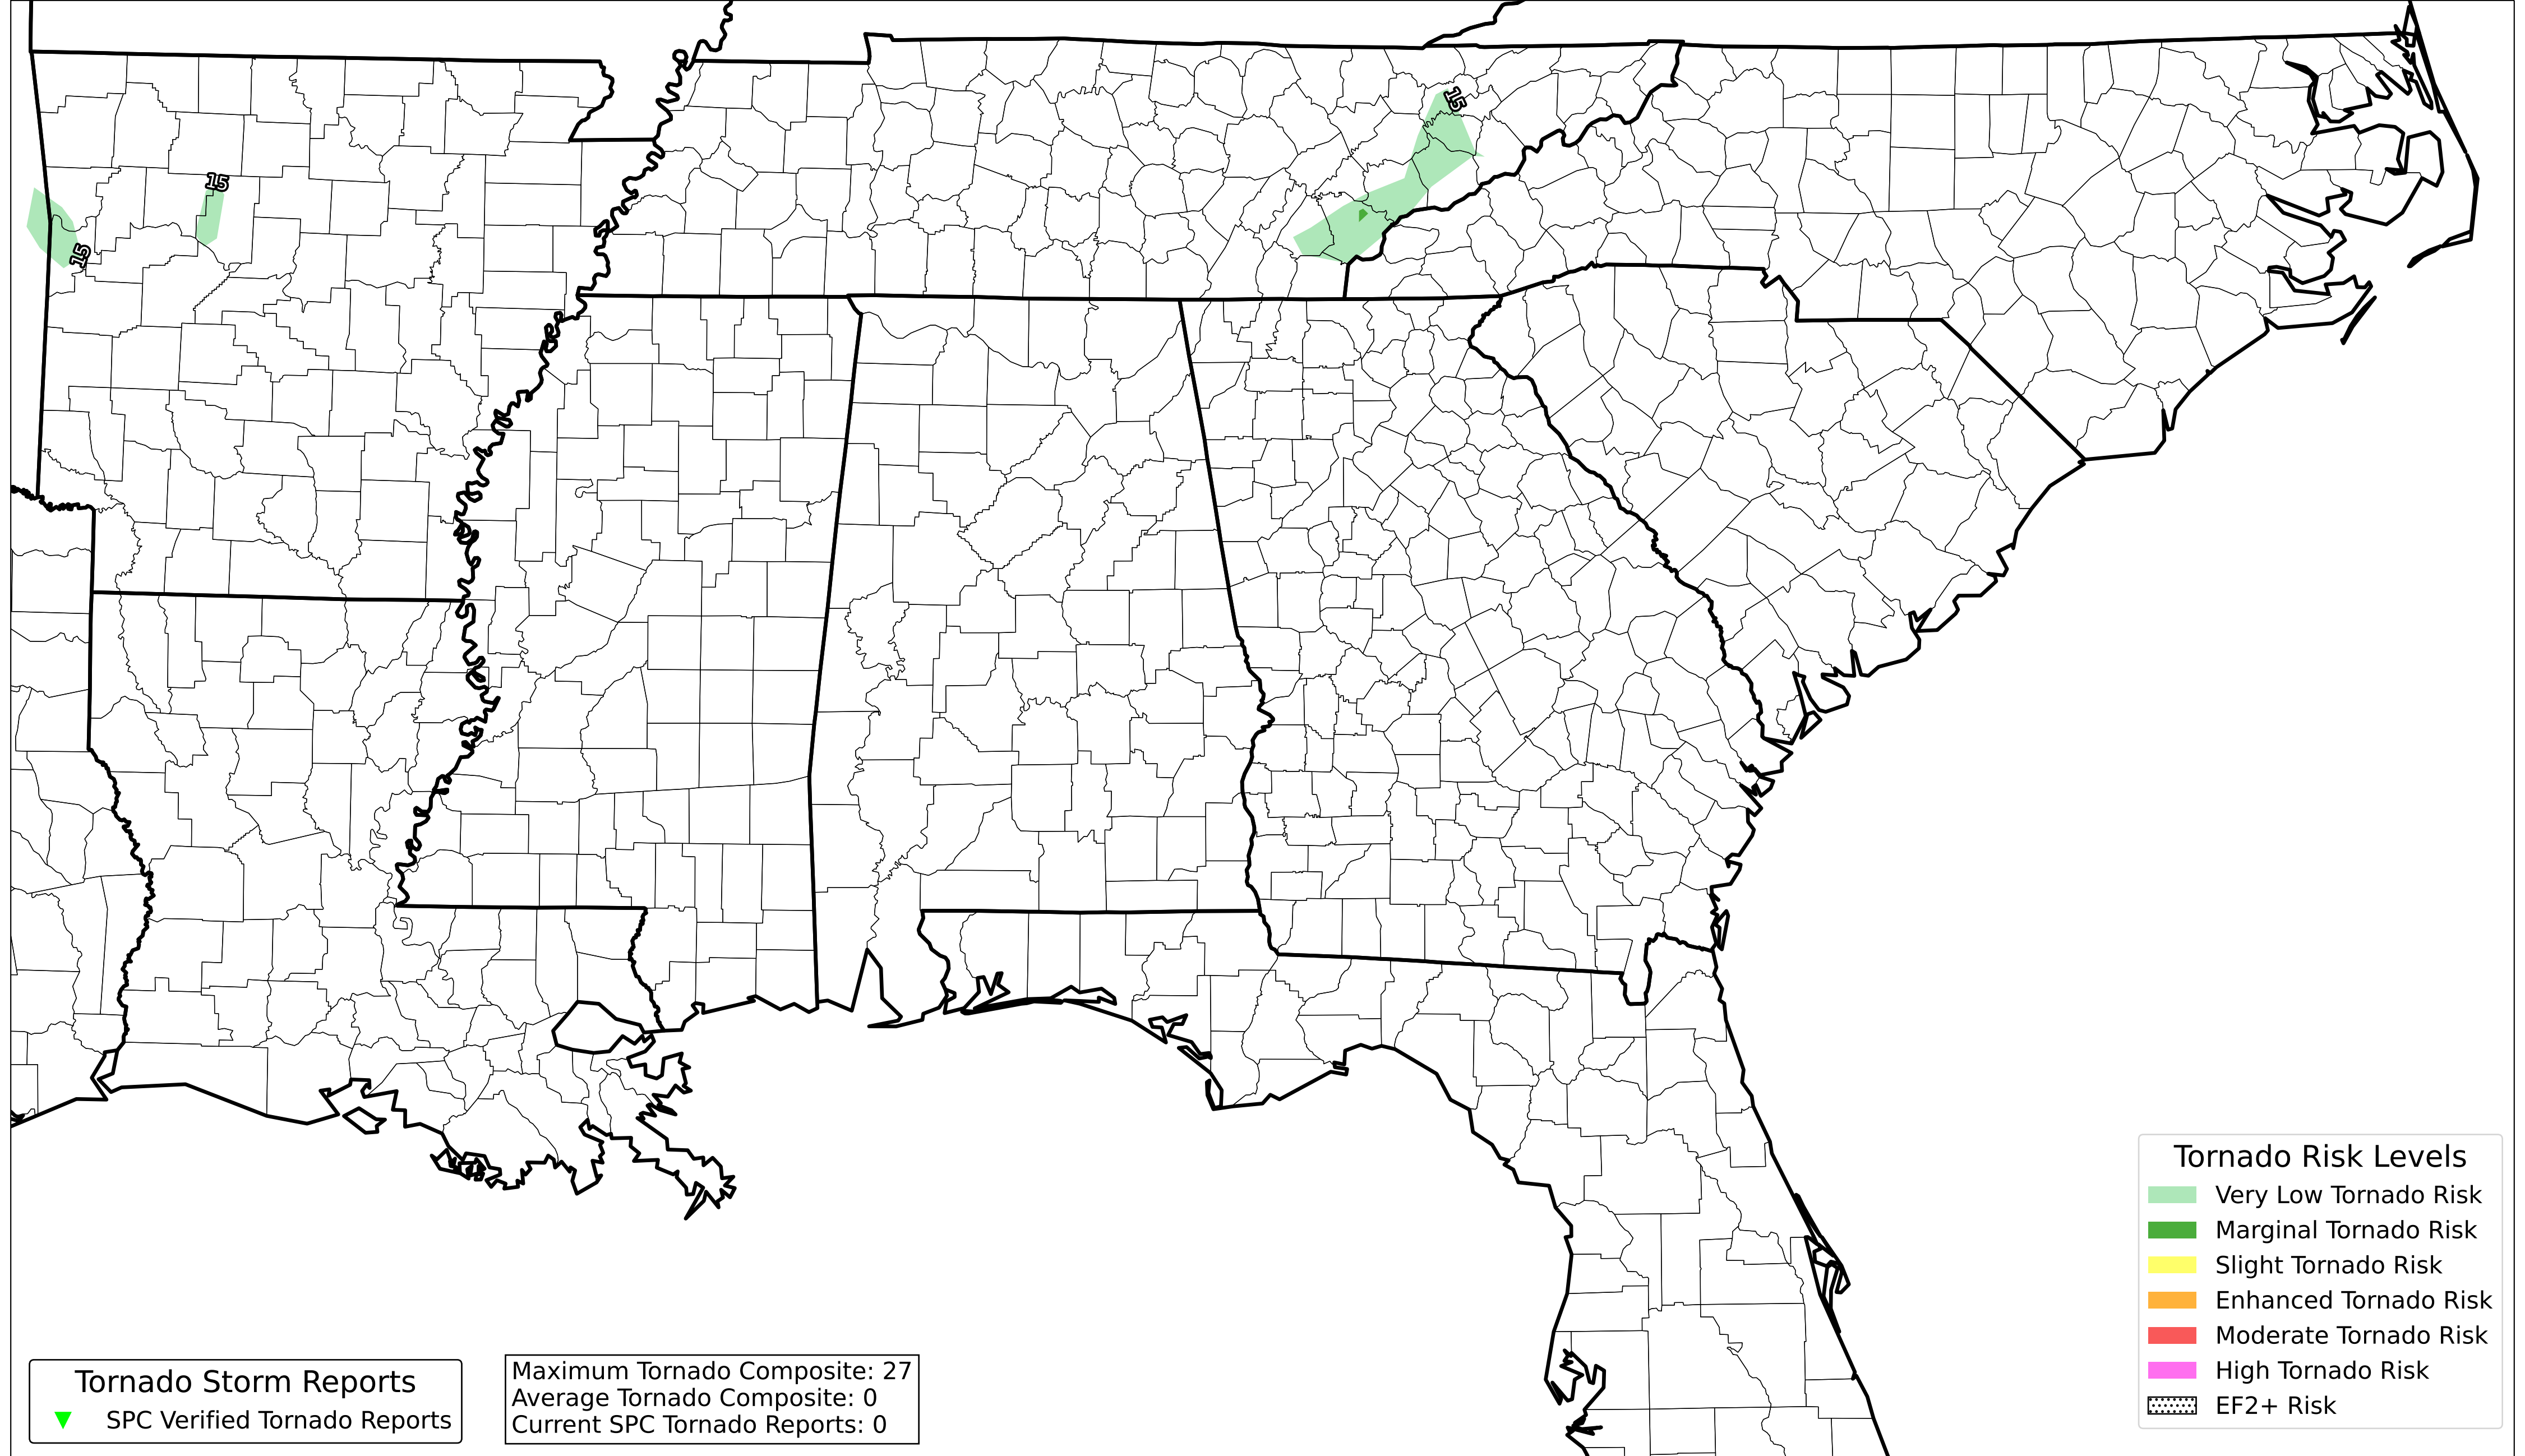 15
15
15
Tornado Storm Reports
SPC Verified Tornado Reports
Maximum Tornado Composite: 27
Average Tornado Composite: 0
Current SPC Tornado Reports: 0
Tornado Risk Levels
Very Low Tornado Risk
Marginal Tornado Risk
Slight Tornado Risk
Enhanced Tornado Risk
Moderate Tornado Risk
High Tornado Risk
EF2+ Risk